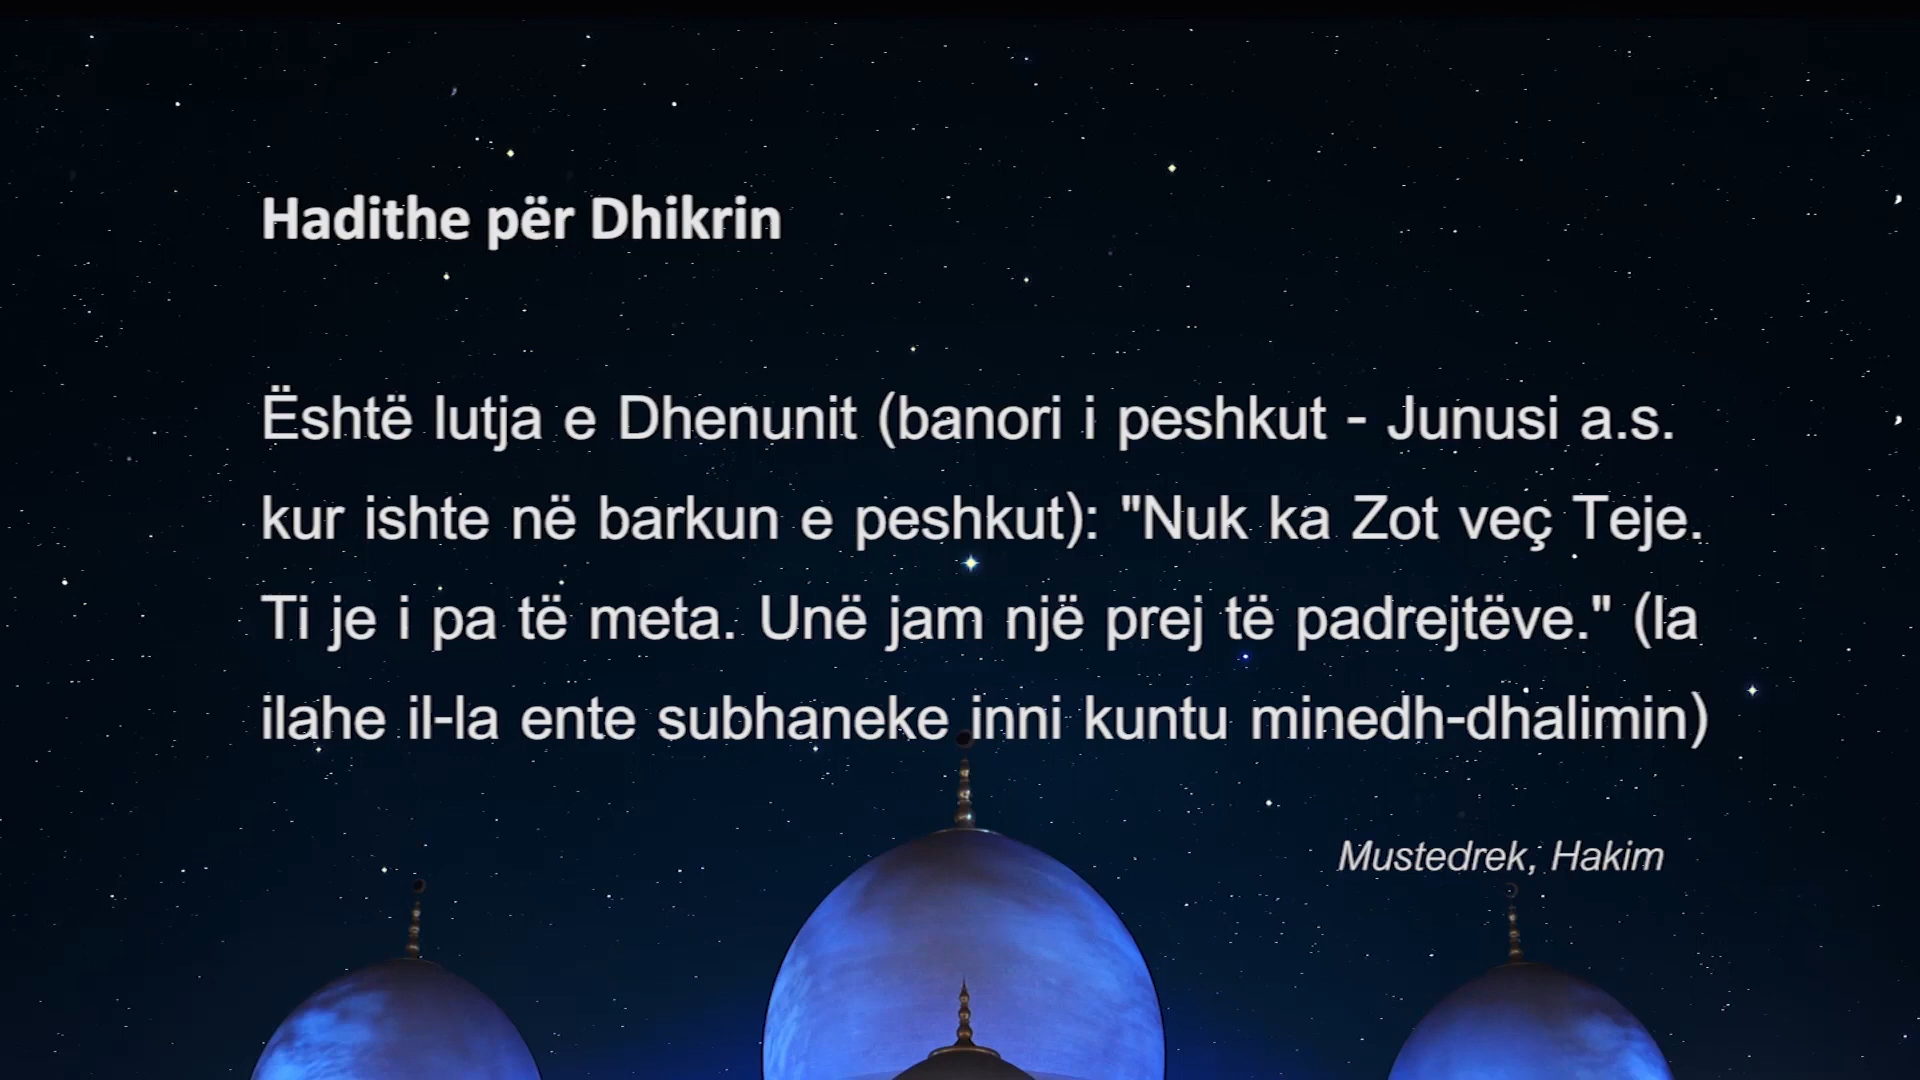 Hadithe për Dhikrin
Është lutja e Dhenunit (banori i peshkut - Junusi a.s.
kur ishte në barkun e peshkut): "Nuk ka Zot veç Teje.
Ti je i pa të meta. Unë jam një prej të padrejtëve." (la
ilahe il-la ente subhaneke inni kuntu minedh-dhalimin)
Mustedrek, Hakim